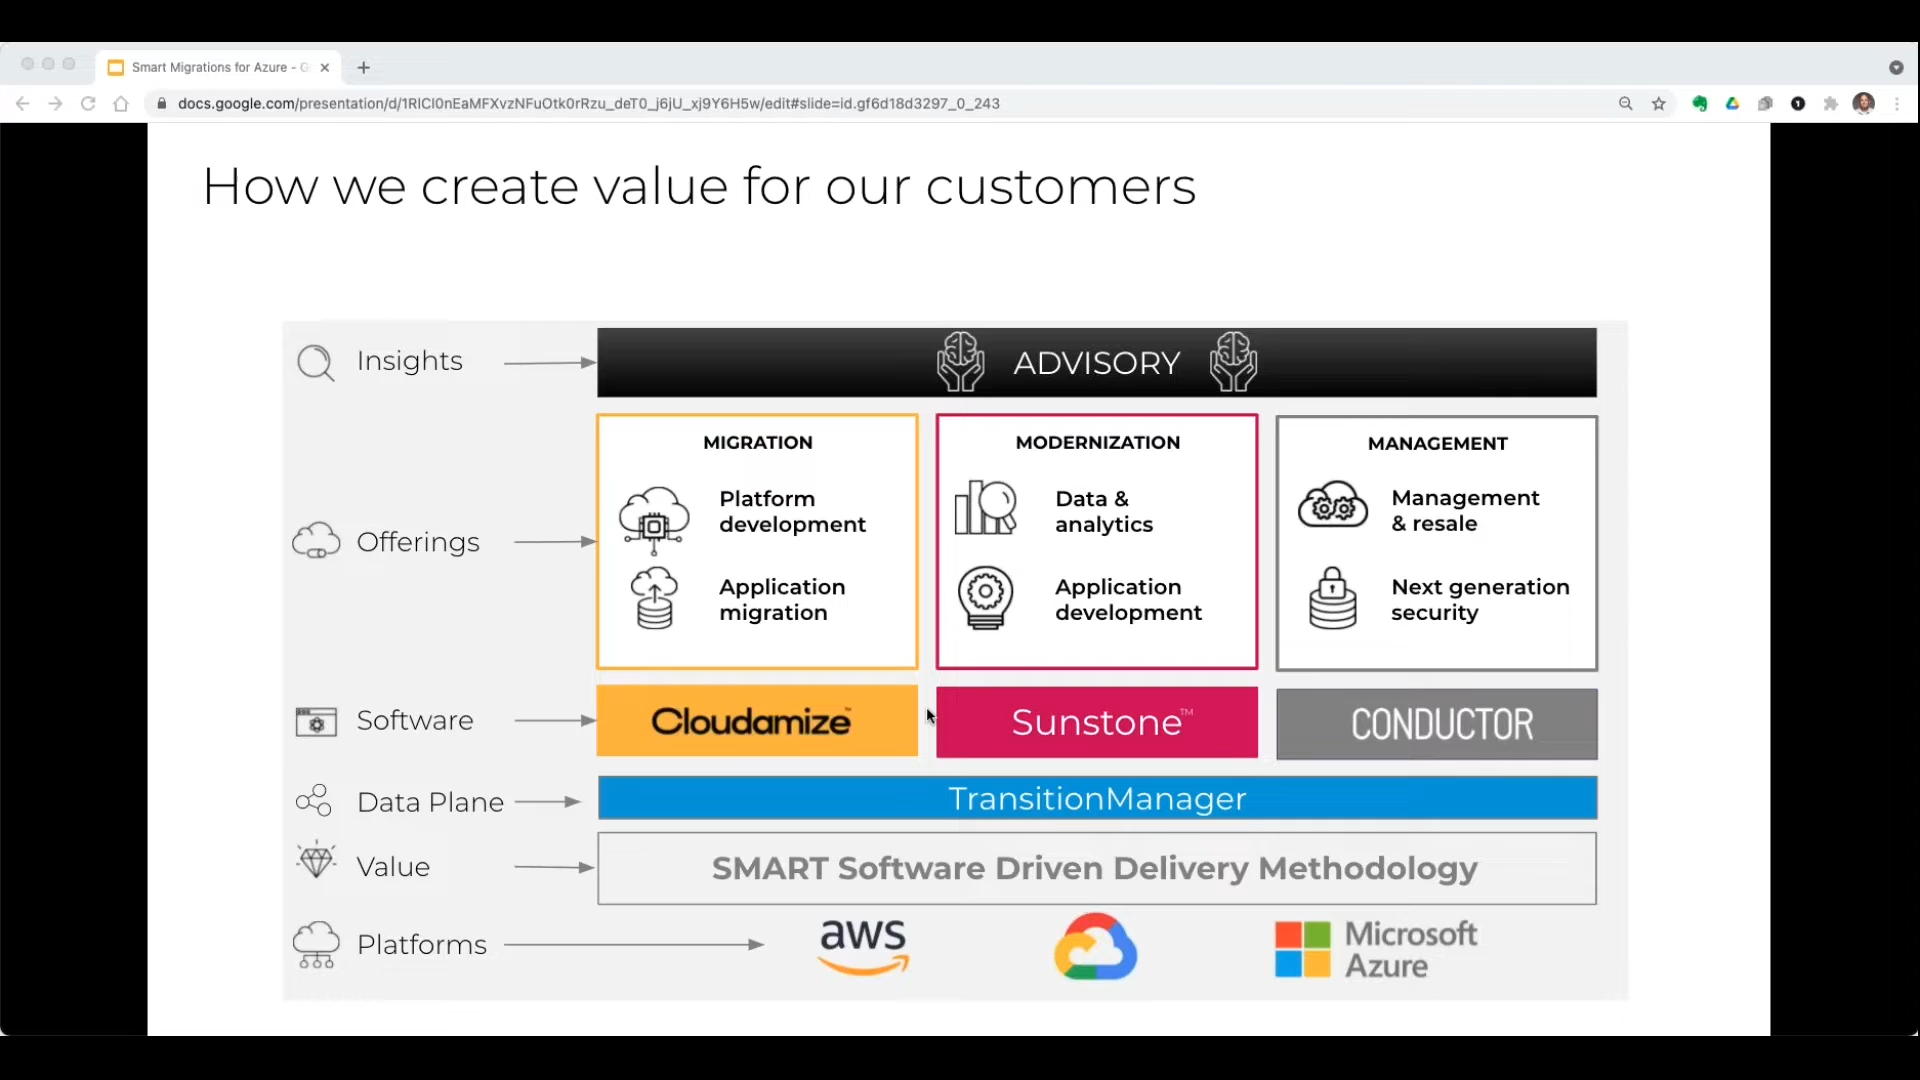 Smart Migrations for Azure - G
docs.google.com/presentation/d/1RlCl0nEaMFXvzNFuOtk0rRzu_deT0_j6jU_xj9Y6H5w/edit#slide=id.gf6d18d3297_0_243
How we create value for our customers
Insights
ADVISORY
Offerings
MIGRATION
Platform
development
Application
migration
MODERNIZATION
Data &
analytics
Application
development
MANAGEMENT
Management
& resale
Next generation
security
Software
Cloudamize™
Sunstone™
CONDUCTOR
Data Plane
TransitionManager
Value
SMART Software Driven Delivery Methodology
Platforms
aws
Microsoft
Azure